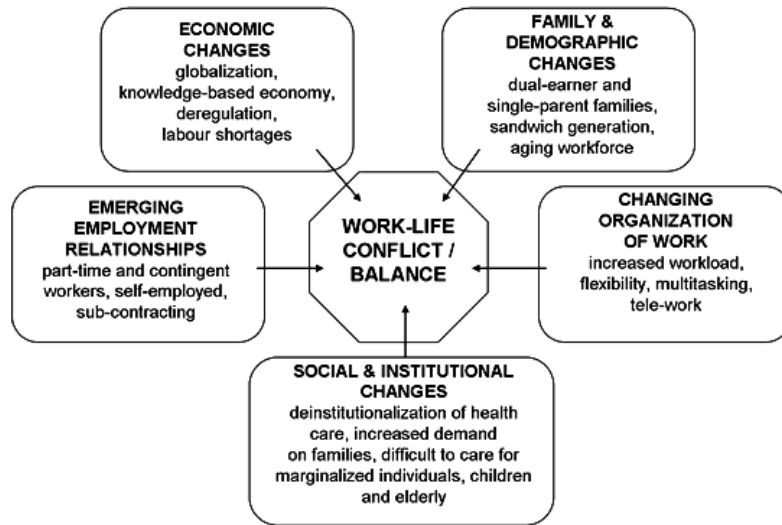 ECONOMIC
CHANGES
globalization,
knowledge-based economy,
deregulation,
labour shortages
FAMILY &
DEMOGRAPHIC
CHANGES
dual-earner and
single-parent families,
sandwich generation,
aging workforce
EMERGING
EMPLOYMENT
RELATIONSHIPS
part-time and contingent
workers, self-employed,
sub-contracting
WORK-LIFE
CONFLICT /
BALANCE
CHANGING
ORGANIZATION
OF WORK
increased workload,
flexibility, multitasking,
tele-work
SOCIAL & INSTITUTIONAL
CHANGES
deinstitutionalization of health
care, increased demand
on families, difficult to care for
marginalized individuals, children
and elderly